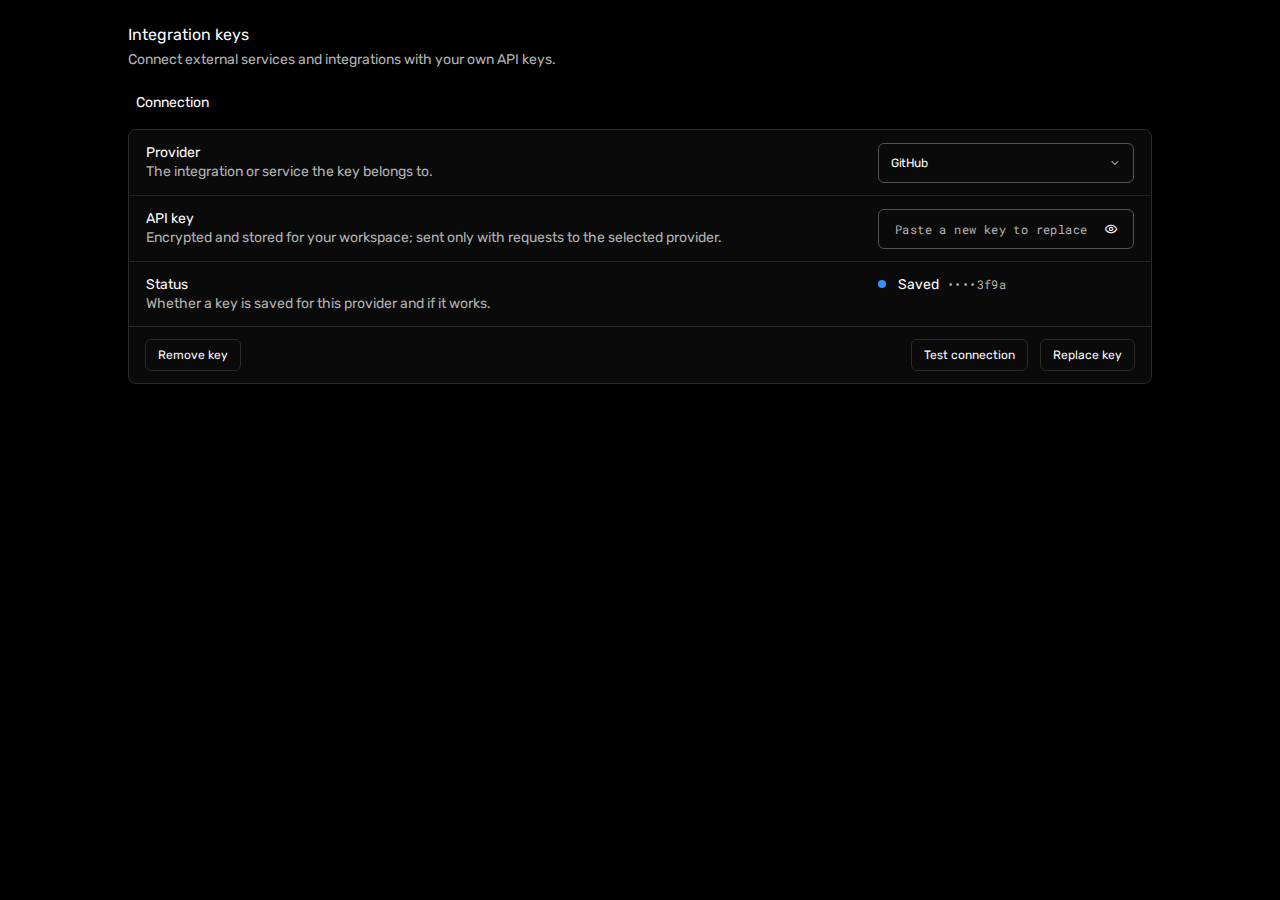 Integration keys
Connect external services and integrations with your own API keys.
Connection
Provider
The integration or service the key belongs to.
GitHub
API key
Encrypted and stored for your workspace; sent only with requests to the selected provider.
Paste a new key to replace
Status
Whether a key is saved for this provider and if it works.
Saved ••••3f9a
Remove key
Test connection
Replace key